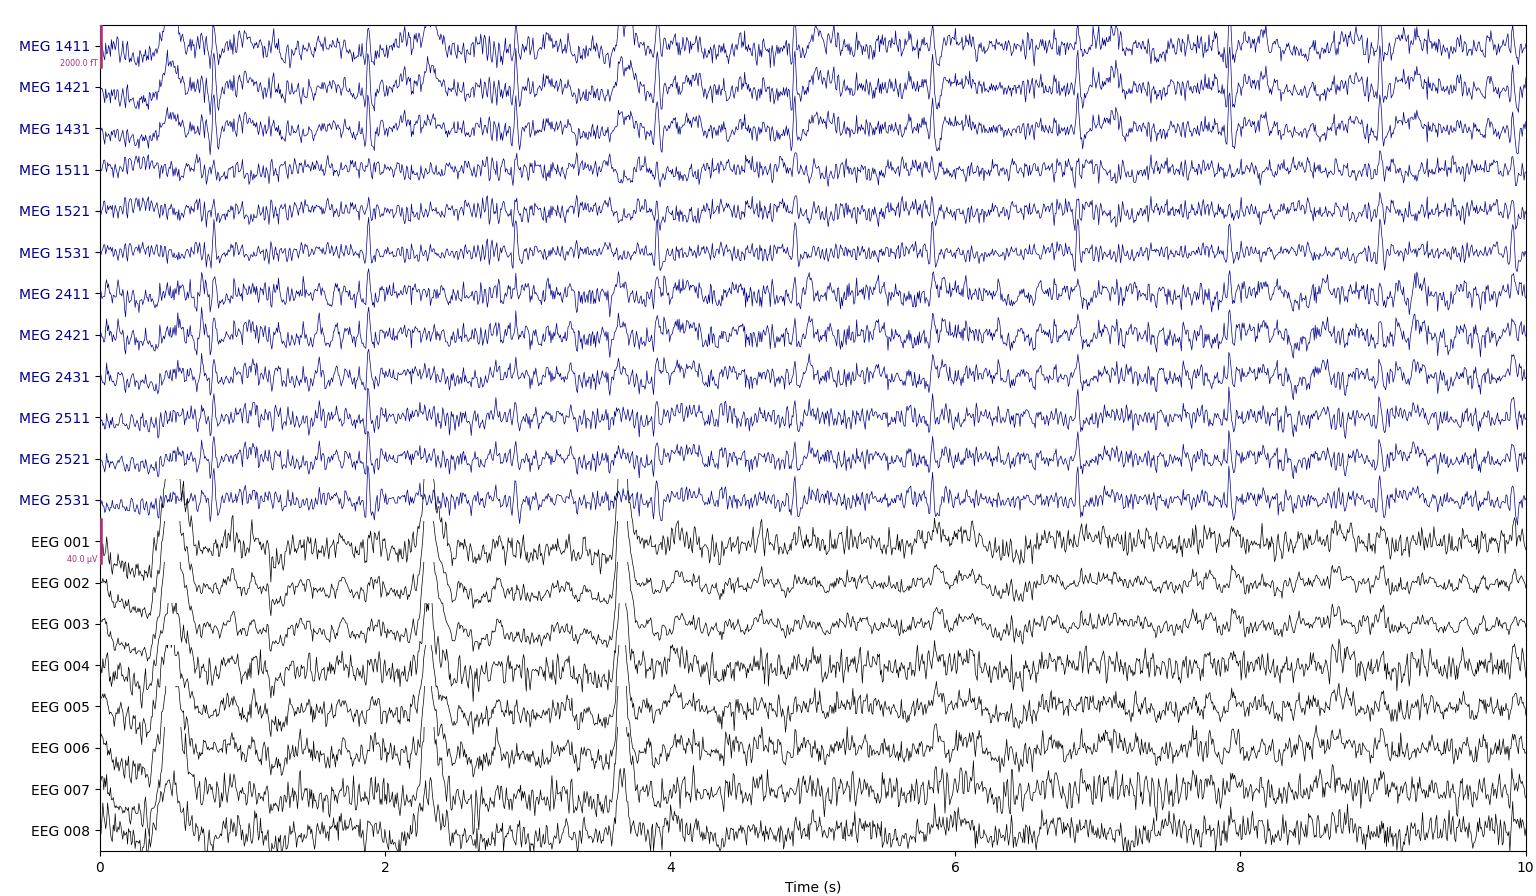 MEG 1411
2000.0 fT
MEG 1421
MEG 1431
MEG 1511
MEG 1521
MEG 1531
MEG 2411
MEG 2421
MEG 2431
MEG 2511
MEG 2521
MEG 2531
EEG 001
40.0 µV
EEG 002
EEG 003
EEG 004
EEG 005
EEG 006
EEG 007
EEG 008
0 2 4 6 8 10
Time (s)